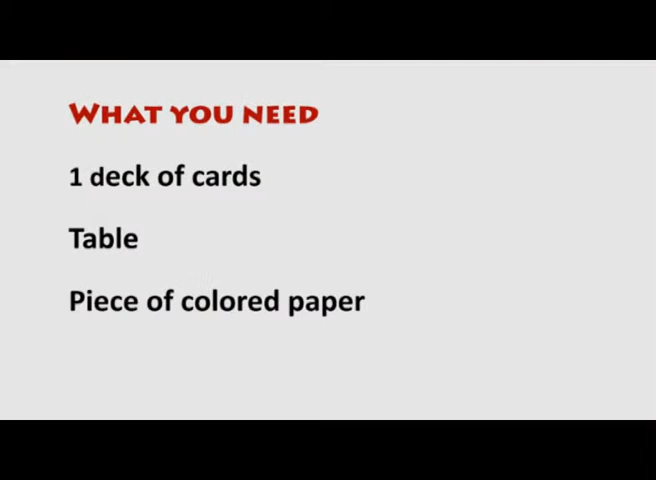 What you need
1 deck of cards
Table
Piece of colored paper